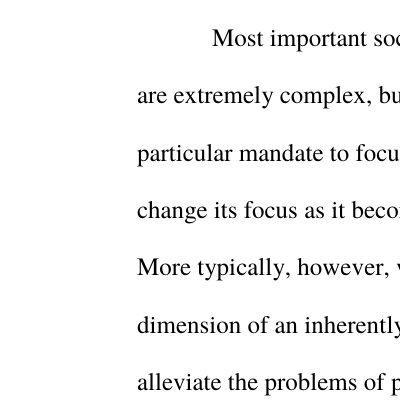 Most important soc
are extremely complex, bu
particular mandate to focu
change its focus as it beco
More typically, however,
dimension of an inherently
alleviate the problems of p